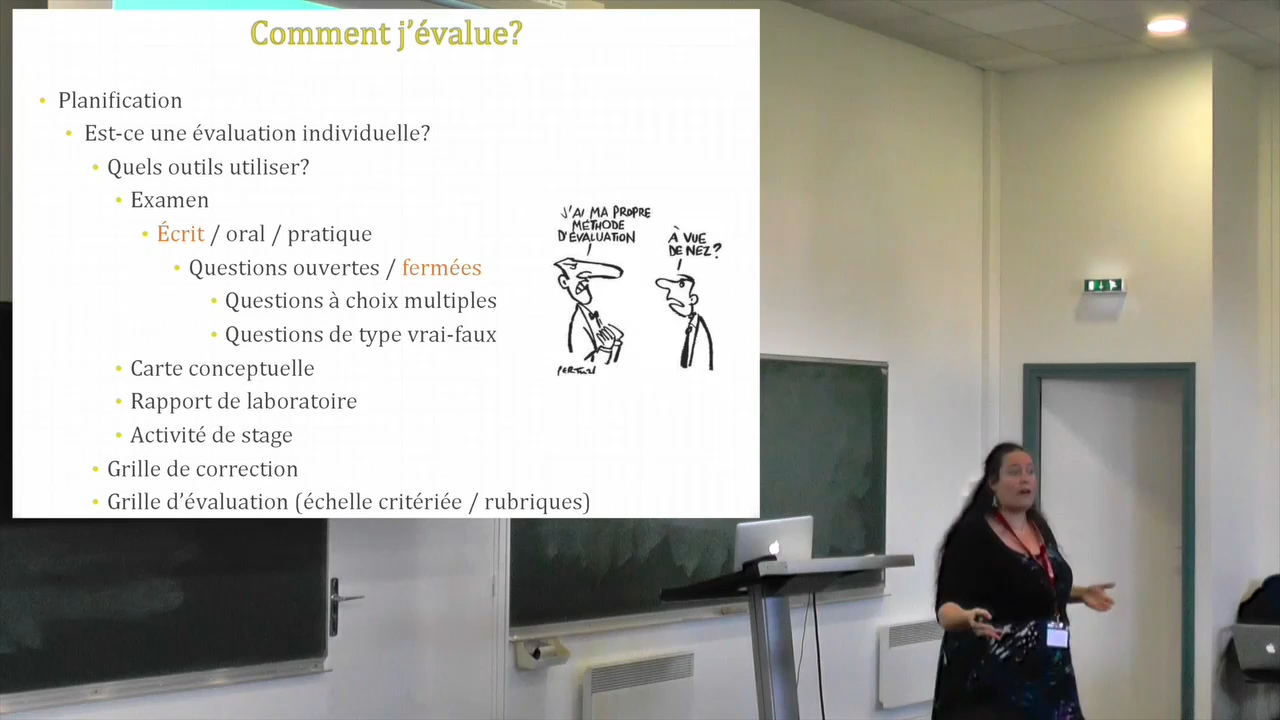 Comment j'évalue?
• Planification
• Est-ce une évaluation individuelle?
• Quels outils utiliser?
• Examen
• Écrit / oral / pratique
• Questions ouvertes / fermées
• Questions à choix multiples
• Questions de type vrai-faux
• Carte conceptuelle
• Rapport de laboratoire
• Activité de stage
• Grille de correction
• Grille d'évaluation (échelle critériée / rubriques)
J'AI MA PROPRE
MÉTHODE
D'ÉVALUATION
À VUE
DE NEZ?